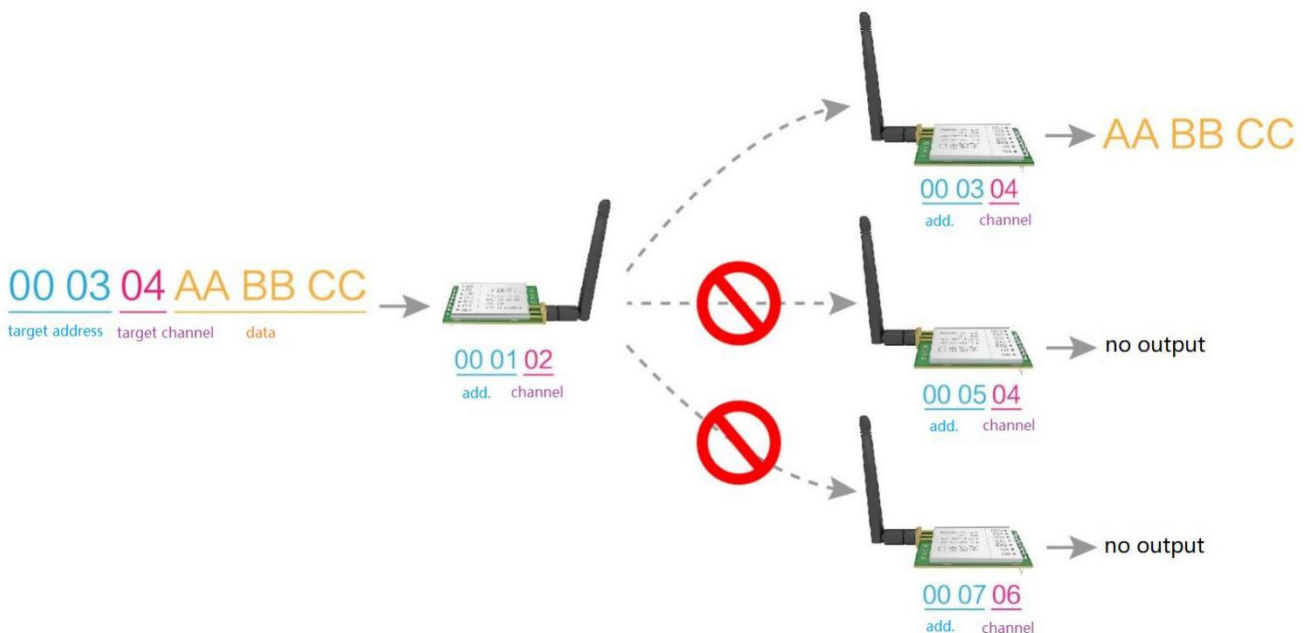 00 03 04 AA BB CC
target address target channel data
00 01 02
add. channel
AA BB CC
00 03 04
add. channel
no output
00 05 04
add. channel
no output
00 07 06
add. channel